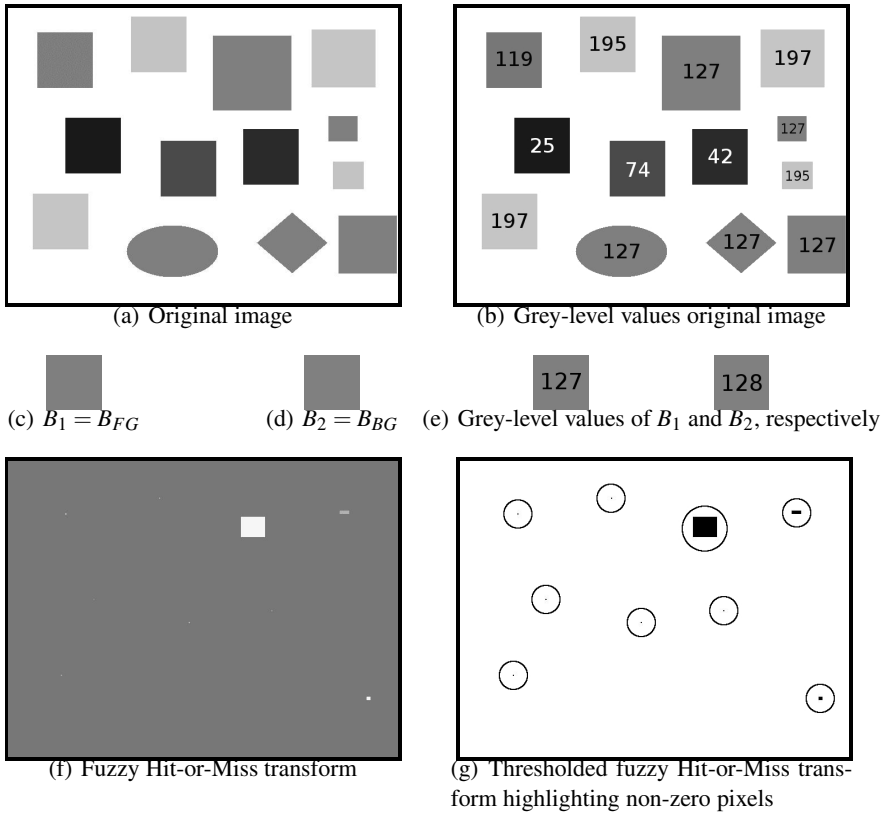 119
195
127
197
25
74
42
127
195
197
127
127
127
(a) Original image
(b) Grey-level values original image
127
128
(c) B1 = BFG
(d) B2 = BBG
(e) Grey-level values of B1 and B2, respectively
(f) Fuzzy Hit-or-Miss transform
(g) Thresholded fuzzy Hit-or-Miss trans-
form highlighting non-zero pixels